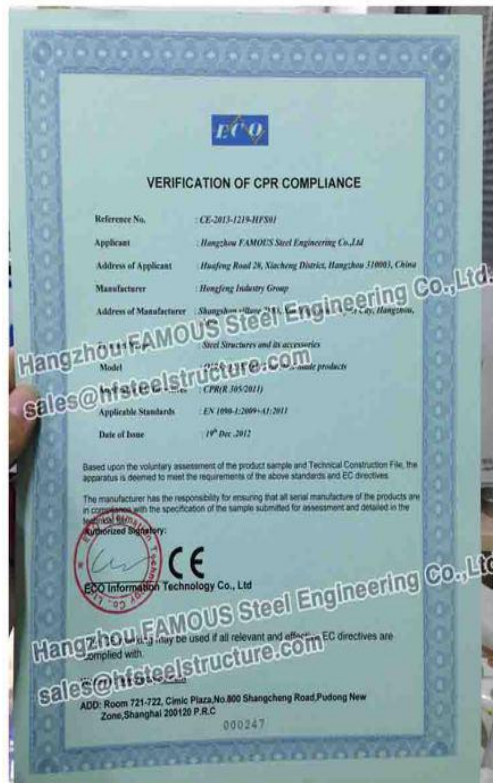 ECO
VERIFICATION OF CPR COMPLIANCE
Reference No. : CE-2013-1219-HFS01
Applicant : Hangzhou FAMOUS Steel Engineering Co.,Ltd
Address of Applicant : Huafeng Road 28, Xiacheng District, Hangzhou 310003, China
Manufacturer : Hongfeng Industry Group
Address of Manufacturer : Shangshan village Hangzhou,
Hangzhou FAMOUS Steel Engineering Co.,Ltd.
: Steel Structures and its accessories
Model made products
sales@hfsteelstructure.com
: CPR(R 305/2011)
Applicable Standards : EN 1090-1:2009+A1:2011
Date of Issue : 19th Dec .2012
Based upon the voluntary assessment of the product sample and Technical Construction File, the
apparatus is deemed to meet the requirements of the above standards and EC directives.
The manufacturer has the responsibility for ensuring that all serial manufacture of the products are
in compliance with the specification of the sample submitted for assessment and detailed in the
technical
Authorized Signatory:
CE
ECO Information Technology Co., Ltd
Hangzhou FAMOUS Steel Engineering Co.,Ltd
may be used if all relevant and effective EC directives are
complied with.
sales@hfsteelstructure.com
ADD: Room 721-722, Cimic Plaza,No.800 Shangcheng Road,Pudong New
Zone,Shanghai 200120 P.R.C
000247